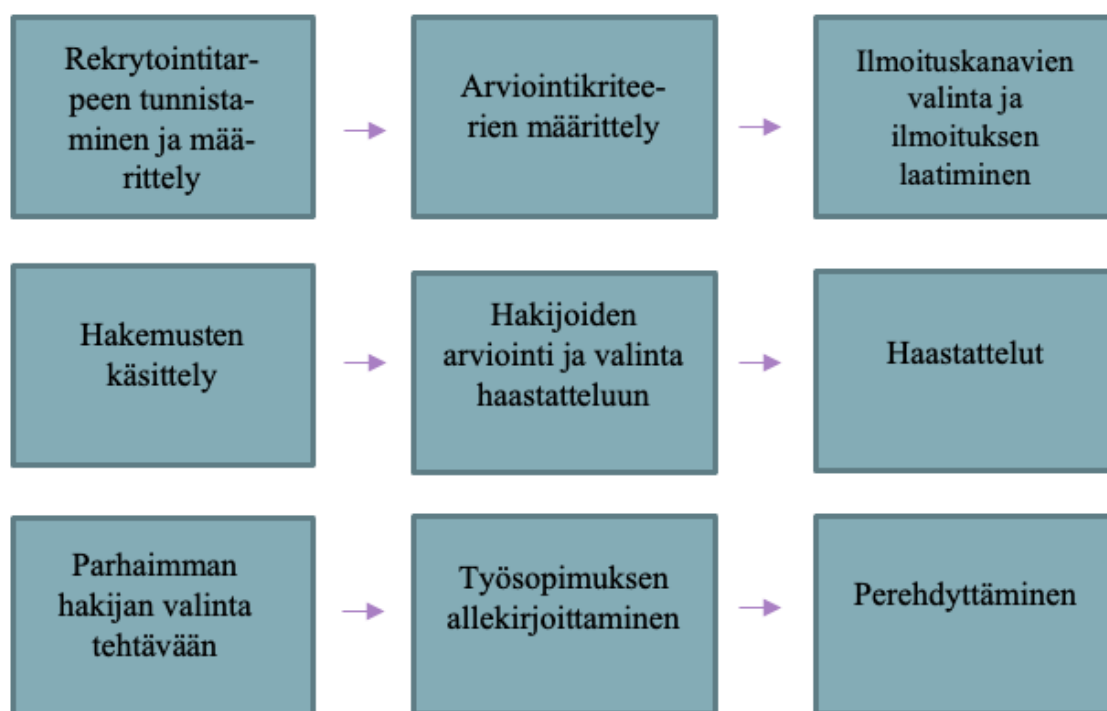 Rekrytointitar-
peen tunnista-
minen ja mää-
rittely
Arviointikritee-
rien määrittely
Ilmoituskanavien
valinta ja
ilmoituksen
laatiminen
Hakemusten
käsittely
Hakijoiden
arviointi ja valinta
haastatteluun
Haastattelut
Parhaimman
hakijan valinta
tehtävään
Työsopimuksen
allekirjoittaminen
Perehdyttäminen